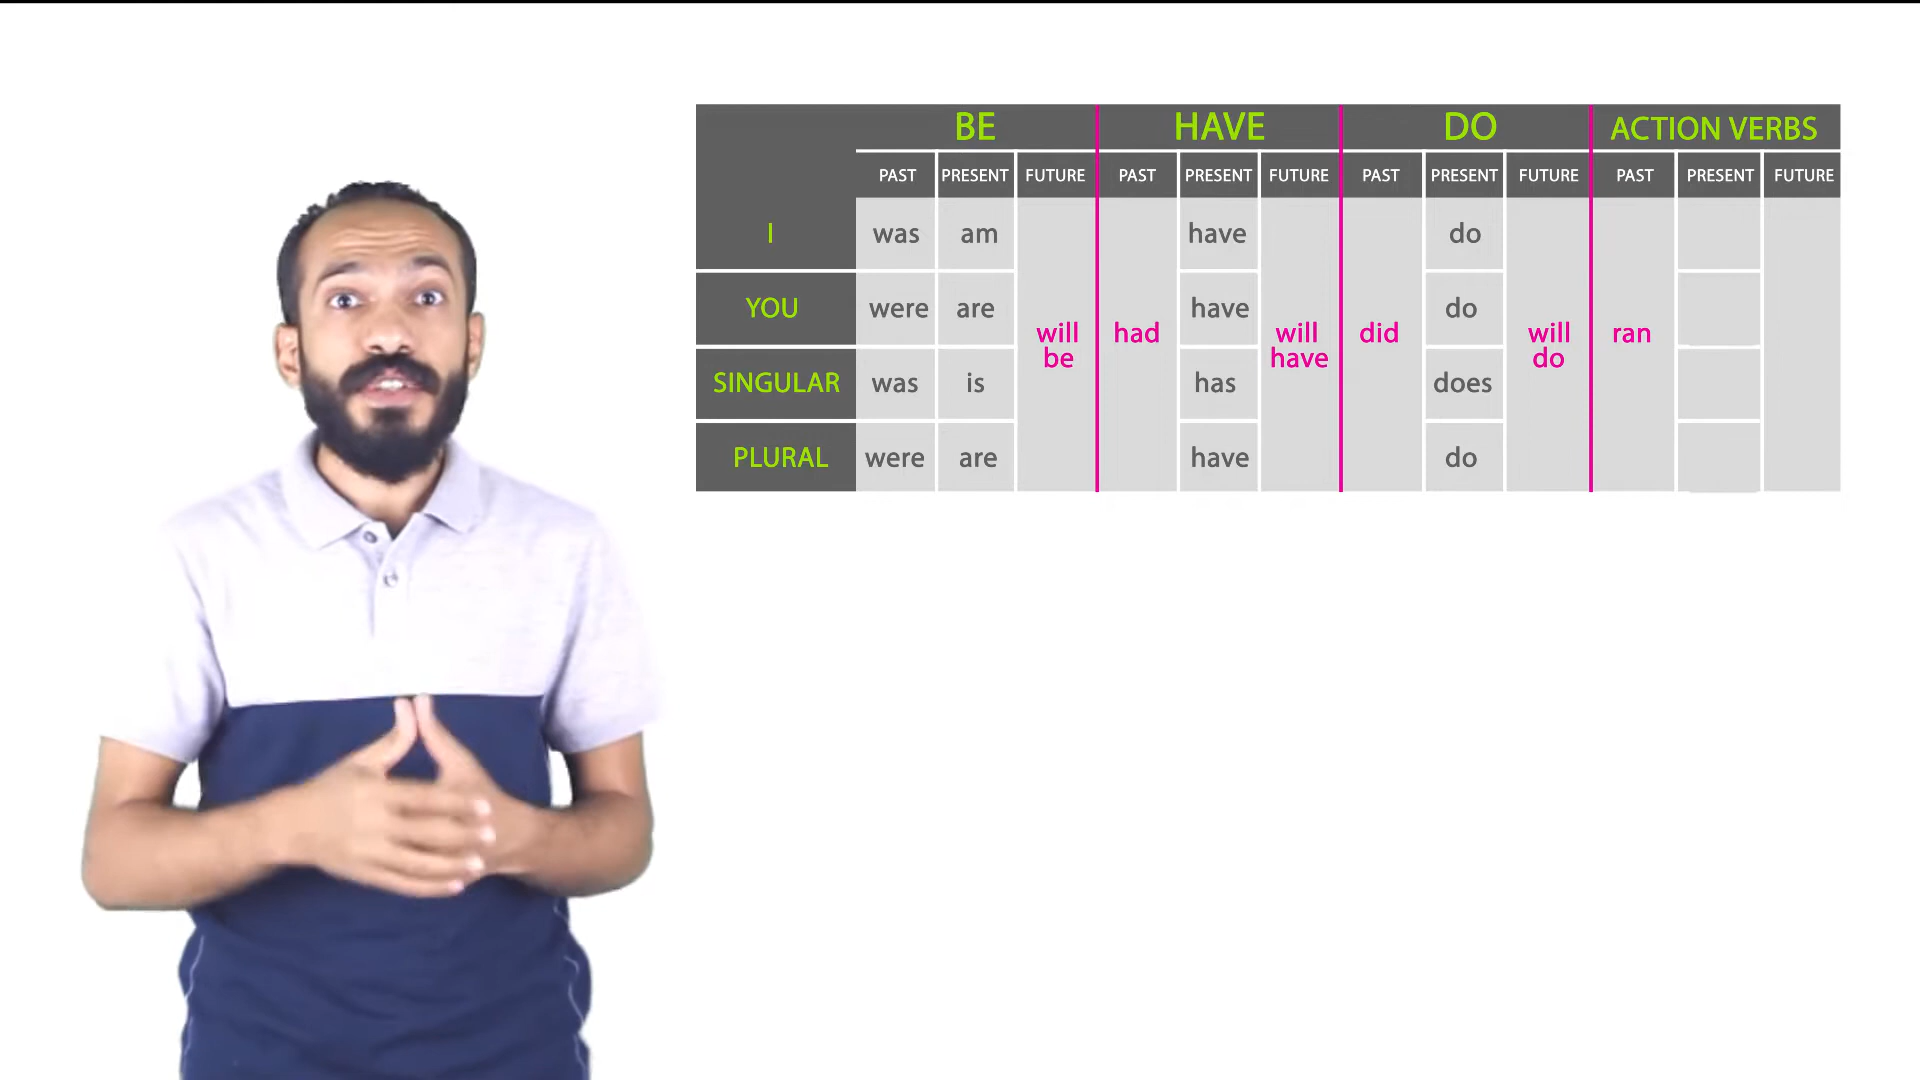 BE HAVE DO ACTION VERBS
PAST PRESENT FUTURE PAST PRESENT FUTURE PAST PRESENT FUTURE PAST PRESENT FUTURE
I was am have do
YOU were are have do
will be had will have did will do ran
SINGULAR was is has does
PLURAL were are have do